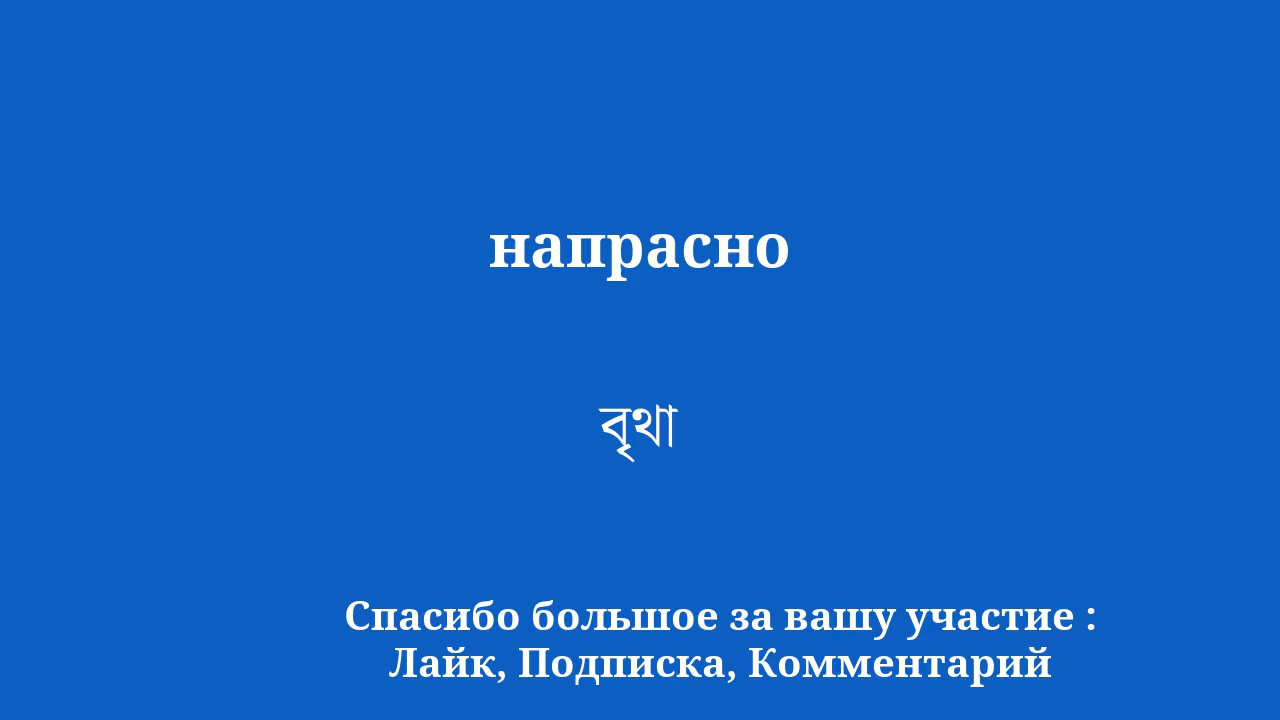 напрасно
বৃথা
Спасибо большое за вашу участие :
Лайк, Подписка, Комментарий